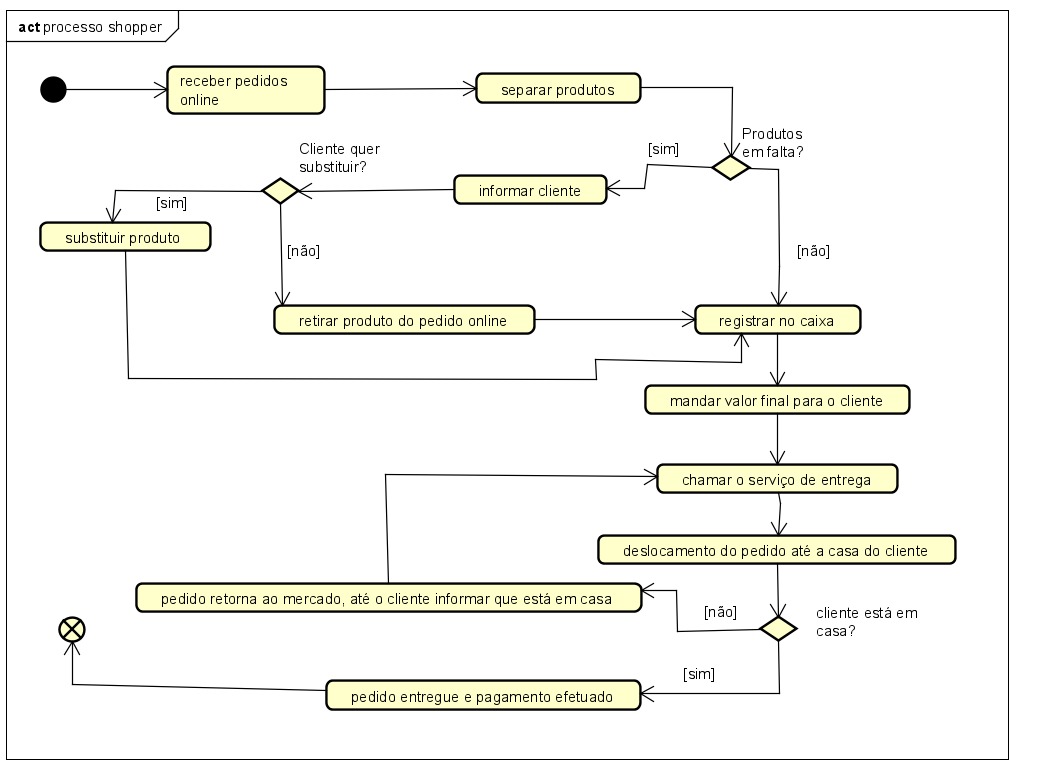 act processo shopper
receber pedidos
online
separar produtos
Produtos
em falta?
[sim]
Cliente quer
substituir?
informar cliente
[sim]
substituir produto
[não]
[não]
retirar produto do pedido online
registrar no caixa
mandar valor final para o cliente
chamar o serviço de entrega
deslocamento do pedido até a casa do cliente
pedido retorna ao mercado, até o cliente informar que está em casa
[não]
cliente está em
casa?
[sim]
pedido entregue e pagamento efetuado